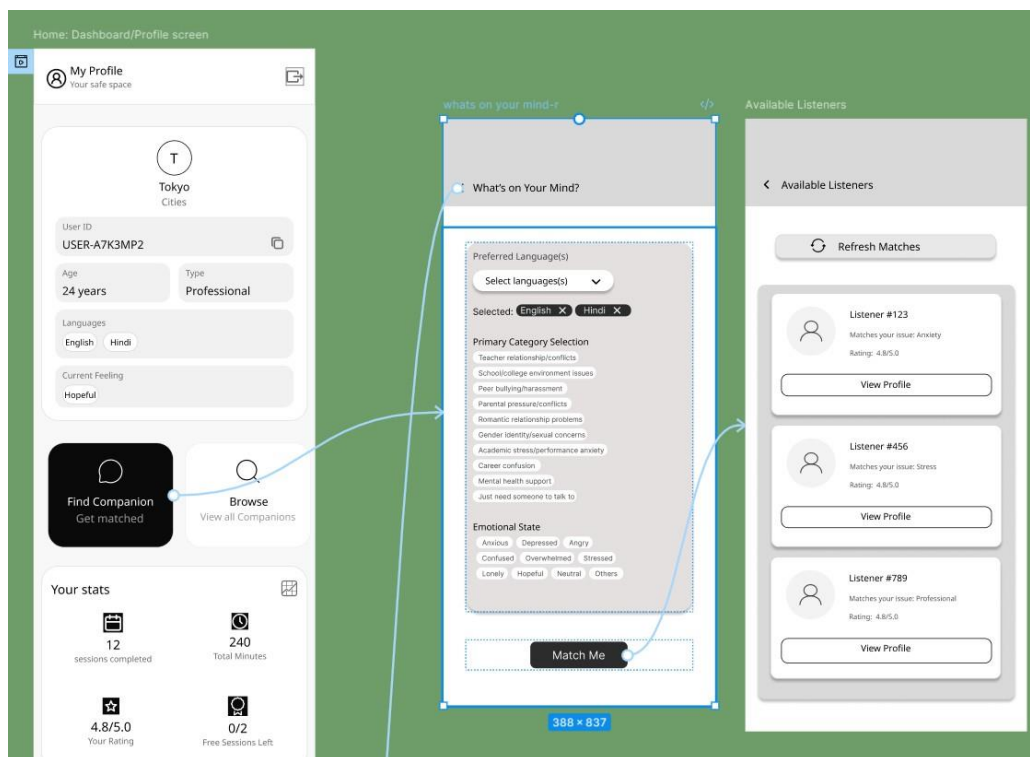 Home: Dashboard/Profile screen
My Profile
Your safe space
T
Tokyo
Cities
User ID
USER-A7K3MP2
Age
24 years
Type
Professional
Languages
English Hindi
Current Feeling
Hopeful
Find Companion
Get matched
Browse
View all Companions
Your stats
12
sessions completed
240
Total Minutes
4.8/5.0
Your Rating
0/2
Free Sessions Left
whats on your mind-r
</>
What's on Your Mind?
Preferred Language(s)
Select languages(s)
Selected: English X Hindi X
Primary Category Selection
Teacher relationship/conflicts
School/college environment issues
Peer bullying/harassment
Parental pressure/conflicts
Romantic relationship problems
Gender identity/sexual concerns
Academic stress/performance anxiety
Career confusion
Mental health support
Just need someone to talk to
Emotional State
Anxious Depressed Angry
Confused Overwhelmed Stressed
Lonely Hopeful Neutral Others
Match Me
388 × 837
Available Listeners
Available Listeners
Refresh Matches
Listener #123
Matches your issue: Anxiety
Rating: 4.8/5.0
View Profile
Listener #456
Matches your issue: Stress
Rating: 4.8/5.0
View Profile
Listener #789
Matches your issue: Professional
Rating: 4.8/5.0
View Profile